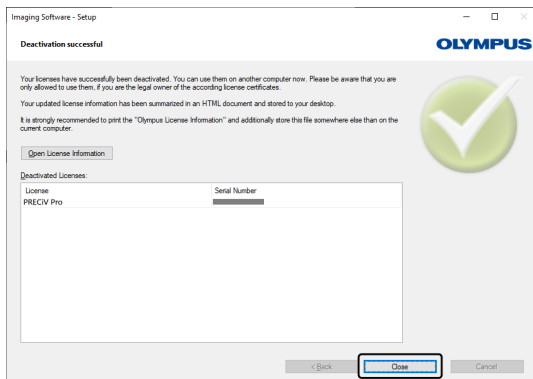 Imaging Software - Setup
Deactivation successful
OLYMPUS
Your licenses have successfully been deactivated. You can use them on another computer now. Please be aware that you are
only allowed to use them, if you are the legal owner of the according license certificates.
Your updated license information has been summarized in an HTML document and stored to your desktop.
It is strongly recommended to print the "Olympus License Information" and additionally store this file somewhere else than on the
current computer.
Open License Information
Deactivated Licenses:
License Serial Number
PRECiV Pro
< Back Close Cancel